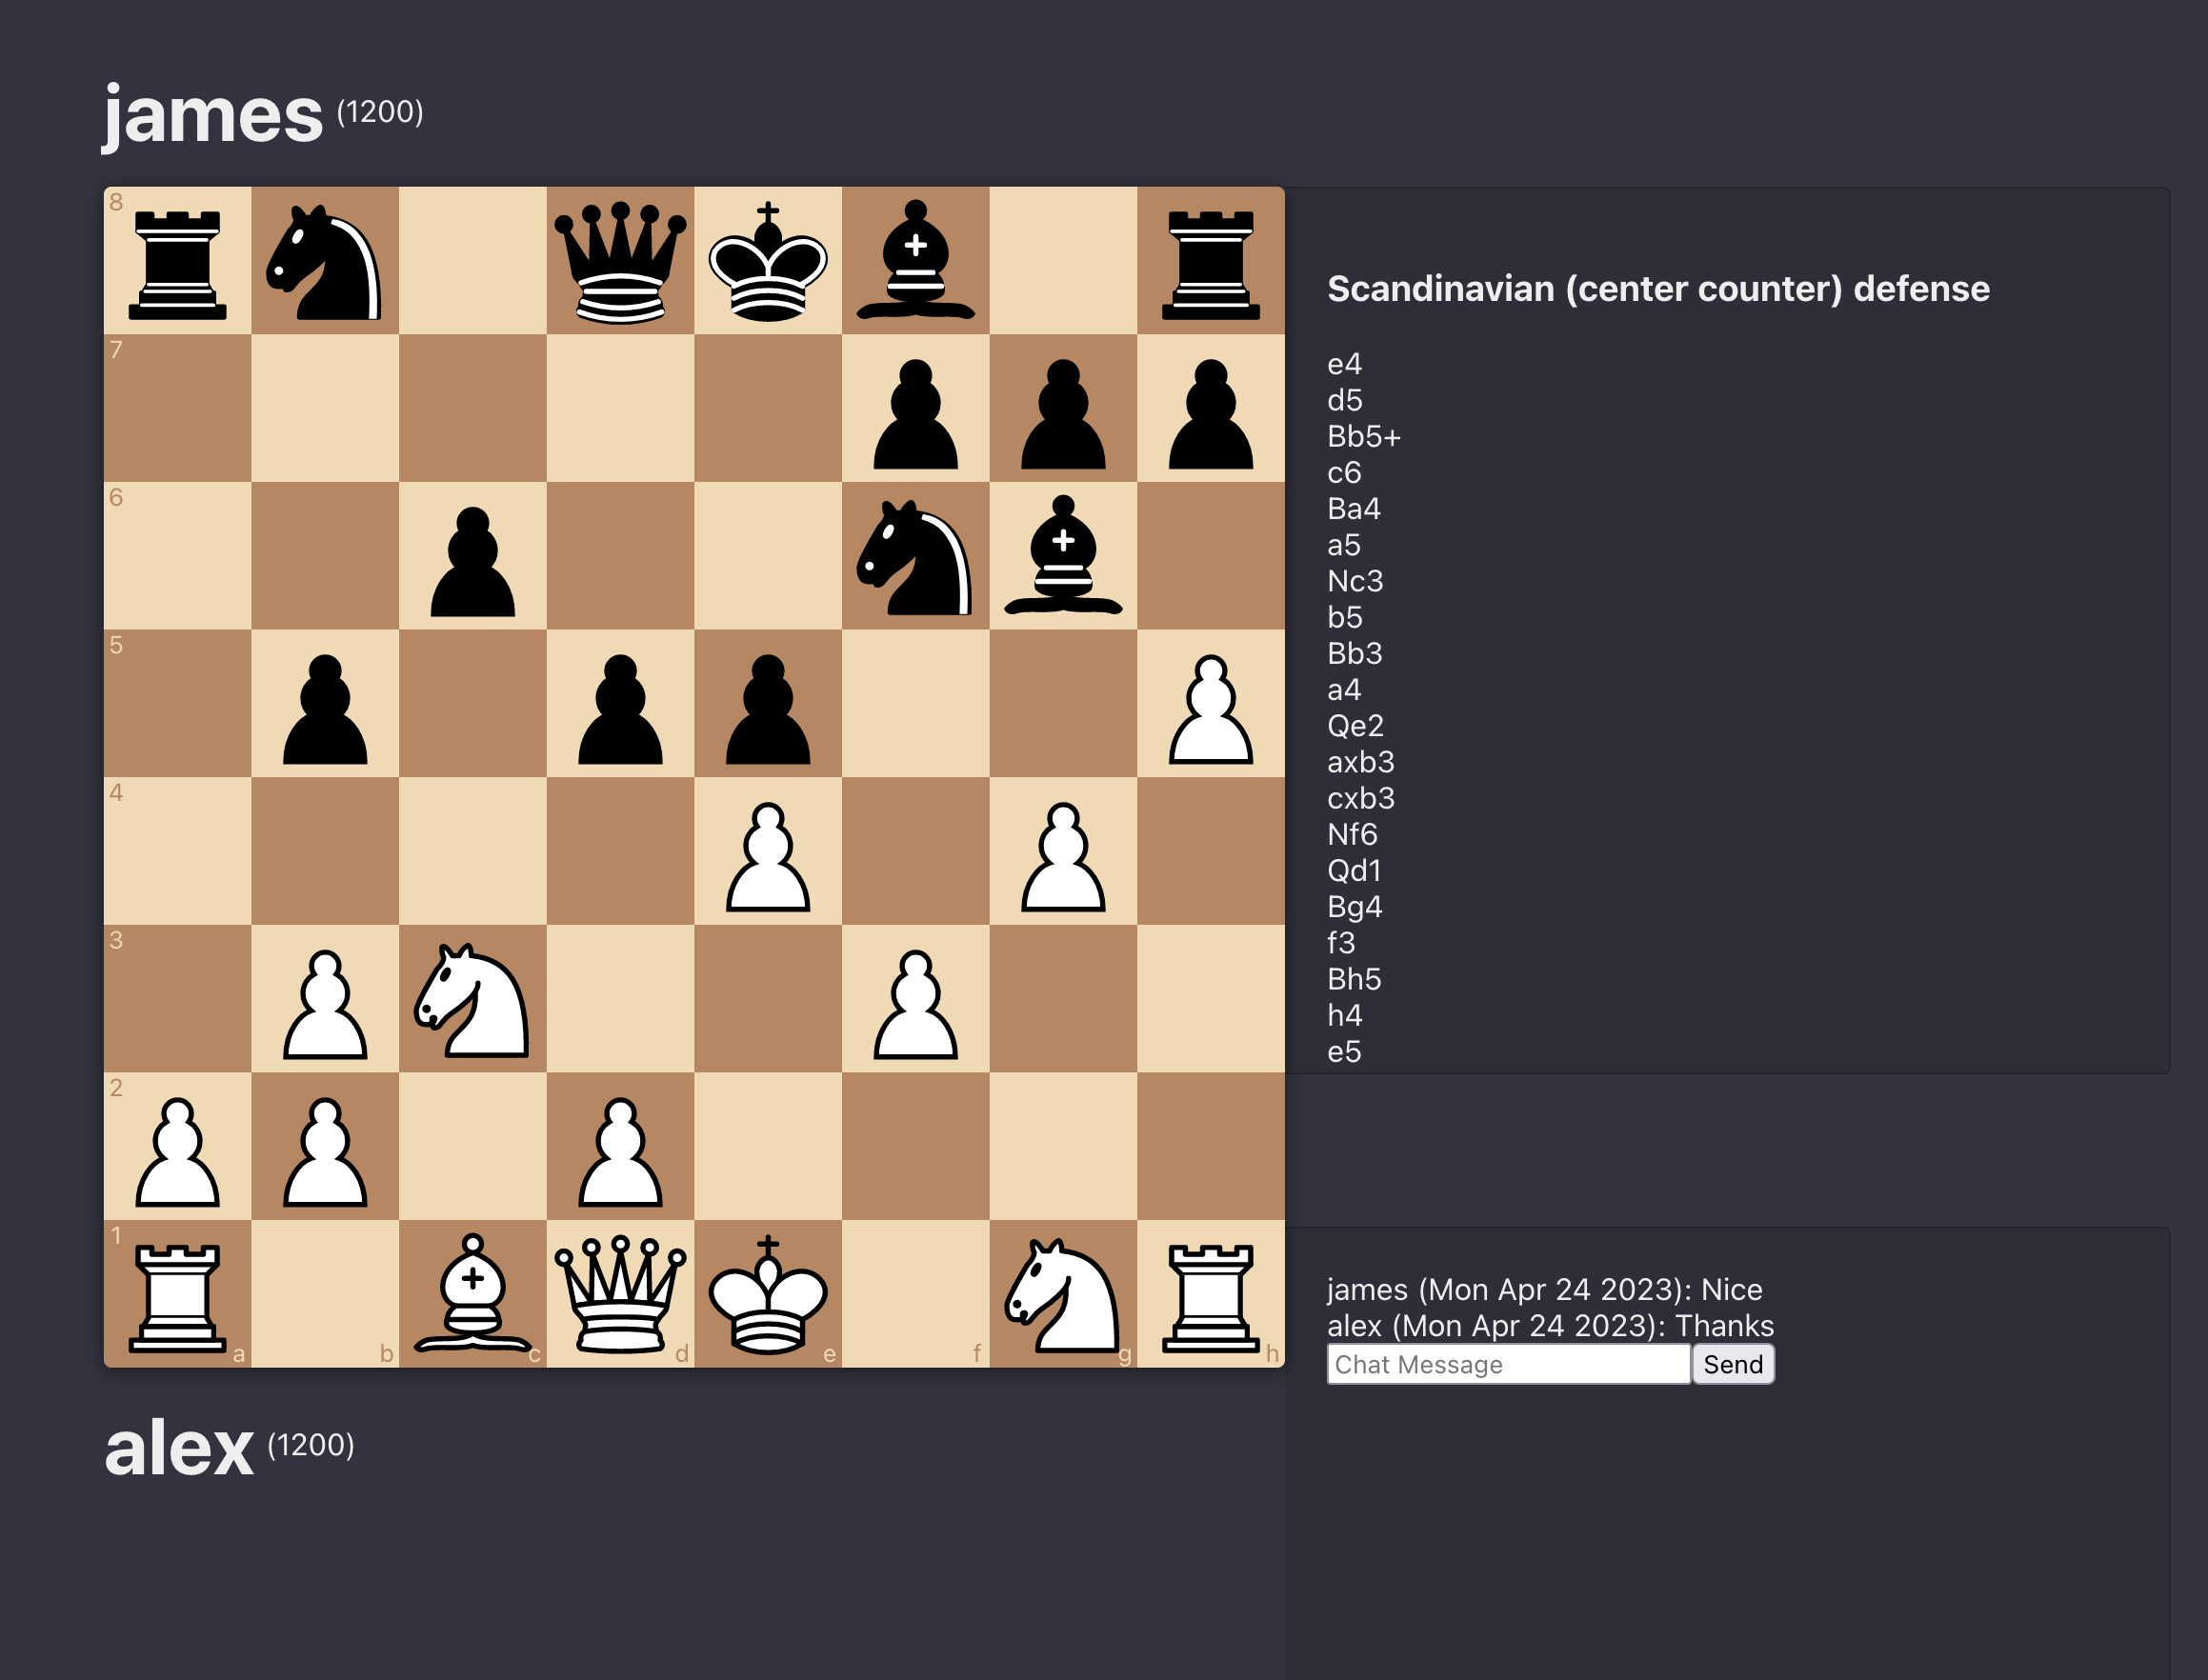 james (1200)
8
7
6
5
4
3
2
1
a b c d e f g h
alex (1200)
Scandinavian (center counter) defense
e4
d5
Bb5+
c6
Ba4
a5
Nc3
b5
Bb3
a4
Qe2
axb3
cxb3
Nf6
Qd1
Bg4
f3
Bh5
h4
e5
james (Mon Apr 24 2023): Nice
alex (Mon Apr 24 2023): Thanks
Chat Message Send